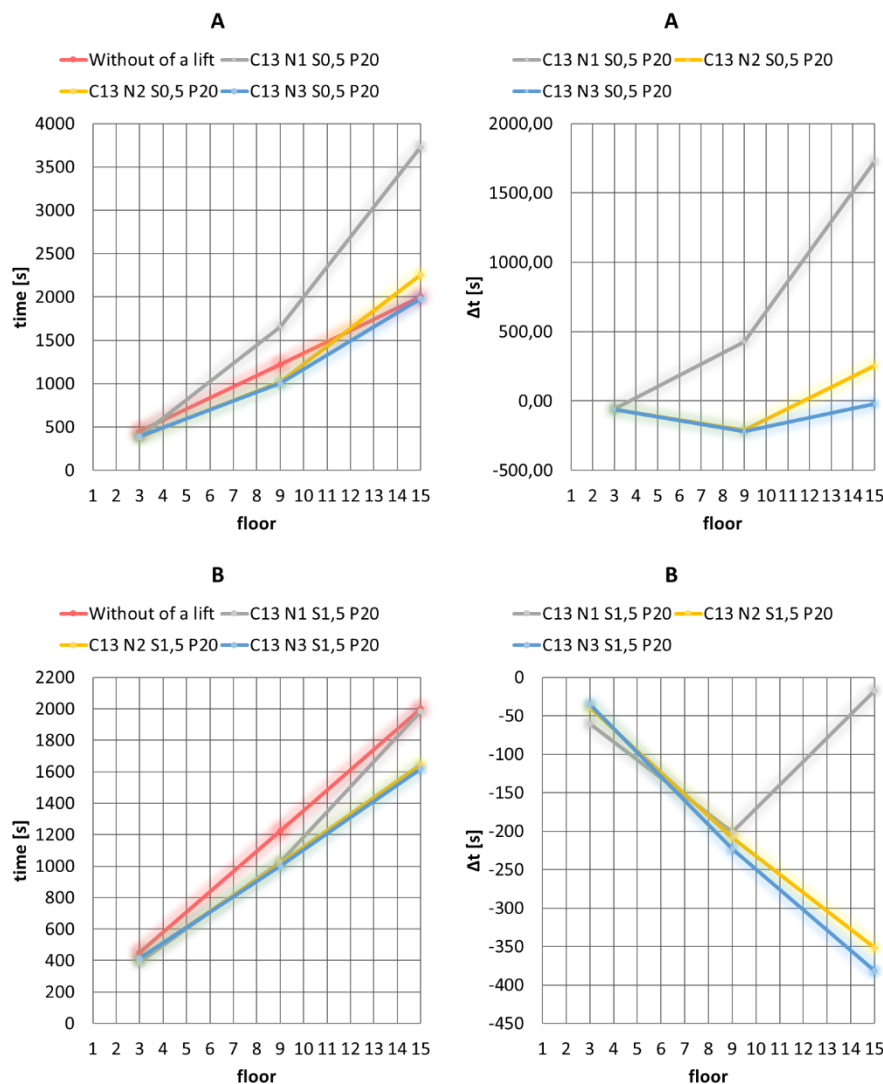 A
Without of a lift C13 N1 S0,5 P20
C13 N2 S0,5 P20 C13 N3 S0,5 P20
4000
3500
3000
2500
2000
1500
1000
500
0
time [s]
1 2 3 4 5 6 7 8 9 10 11 12 13 14 15
floor
A
C13 N1 S0,5 P20 C13 N2 S0,5 P20
C13 N3 S0,5 P20
2000,00
1500,00
1000,00
500,00
0,00
-500,00
Δt [s]
1 2 3 4 5 6 7 8 9 10 11 12 13 14 15
floor
B
Without of a lift C13 N1 S1,5 P20
C13 N2 S1,5 P20 C13 N3 S1,5 P20
2200
2000
1800
1600
1400
1200
1000
800
600
400
200
0
time [s]
1 2 3 4 5 6 7 8 9 10 11 12 13 14 15
floor
B
C13 N1 S1,5 P20 C13 N2 S1,5 P20
C13 N3 S1,5 P20
0
-50
-100
-150
-200
-250
-300
-350
-400
-450
Δt [s]
1 2 3 4 5 6 7 8 9 10 11 12 13 14 15
floor